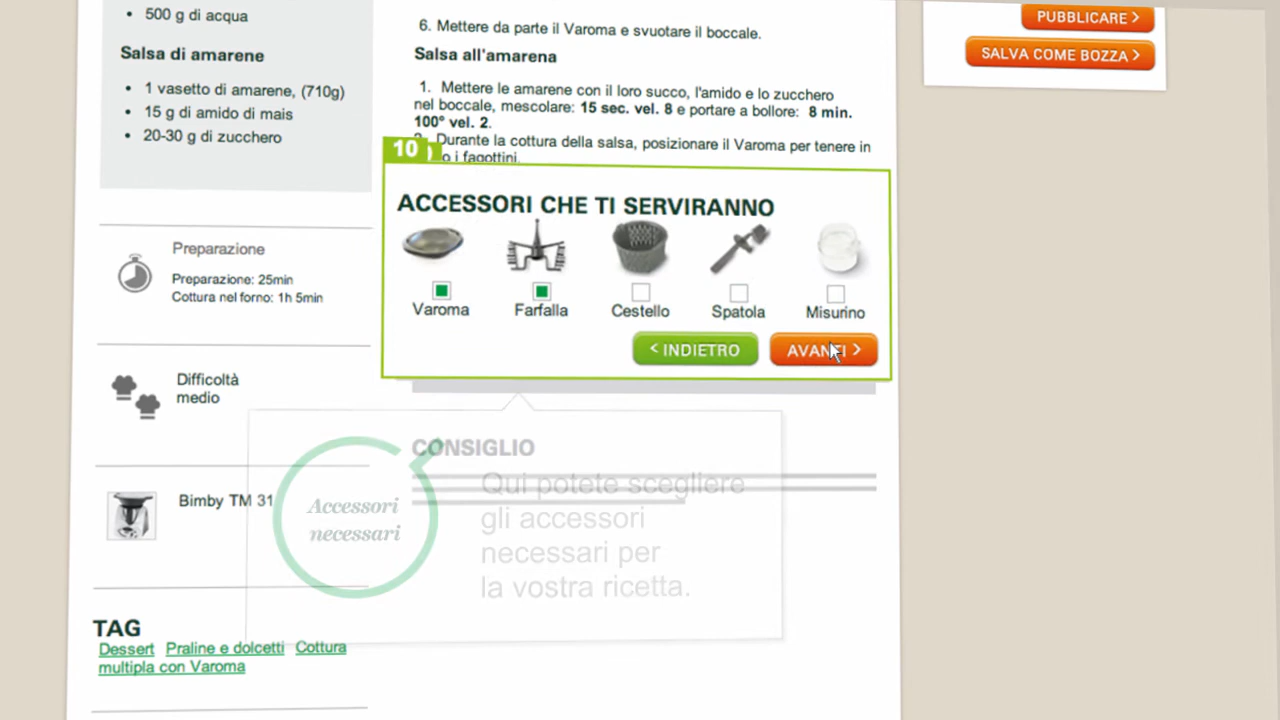 500 g di acqua
Salsa di amarene
1 vasetto di amarene, (710g)
15 g di amido di mais
20-30 g di zucchero
Preparazione
Preparazione: 25min
Cottura nel forno: 1h 5min
Difficoltà
medio
Bimby TM 31
TAG
Dessert Praline e dolcetti Cottura
multipla con Varoma
6. Mettere da parte il Varoma e svuotare il boccale.
Salsa all'amarena
1. Mettere le amarene con il loro succo, l'amido e lo zucchero
nel boccale, mescolare: 15 sec. vel. 8 e portare a bollore: 8 min.
100° vel. 2.
Durante la cottura della salsa, posizionare il Varoma per tenere in
o i fagottini.
10
ACCESSORI CHE TI SERVIRANNO
Varoma Farfalla Cestello Spatola Misurino
< INDIETRO AVANTI >
CONSIGLIO
Accessori
necessari
Qui potete scegliere
gli accessori
necessari per
la vostra ricetta.
PUBBLICARE >
SALVA COME BOZZA >